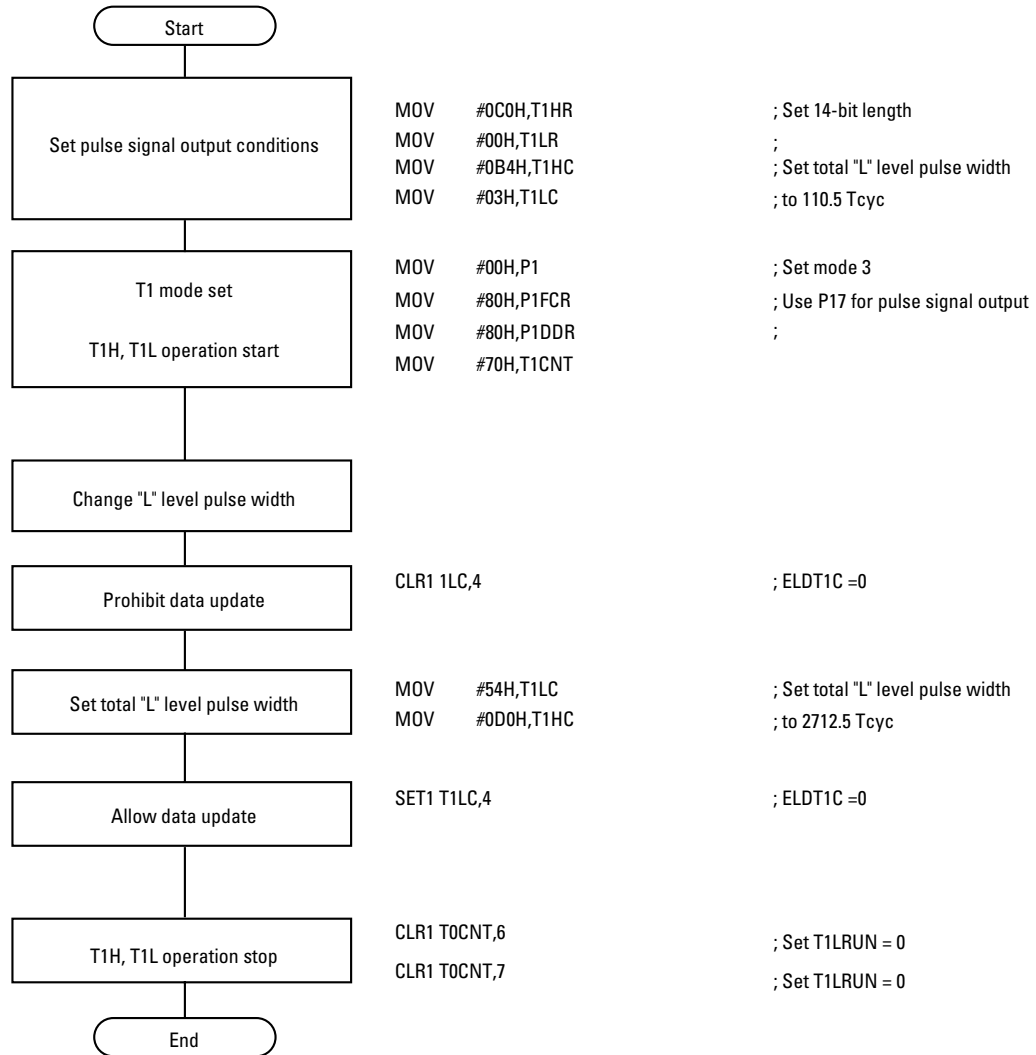 Start
Set pulse signal output conditions
MOV #0C0H,T1HR ; Set 14-bit length
MOV #00H,T1LR ;
MOV #0B4H,T1HC ; Set total "L" level pulse width
MOV #03H,T1LC ; to 110.5 Tcyc
T1 mode set
T1H, T1L operation start
MOV #00H,P1 ; Set mode 3
MOV #80H,P1FCR ; Use P17 for pulse signal output
MOV #80H,P1DDR ;
MOV #70H,T1CNT
Change "L" level pulse width
Prohibit data update
CLR1 1LC,4 ; ELDT1C =0
Set total "L" level pulse width
MOV #54H,T1LC ; Set total "L" level pulse width
MOV #0D0H,T1HC ; to 2712.5 Tcyc
Allow data update
SET1 T1LC,4 ; ELDT1C =0
T1H, T1L operation stop
CLR1 T0CNT,6 ; Set T1LRUN = 0
CLR1 T0CNT,7 ; Set T1LRUN = 0
End